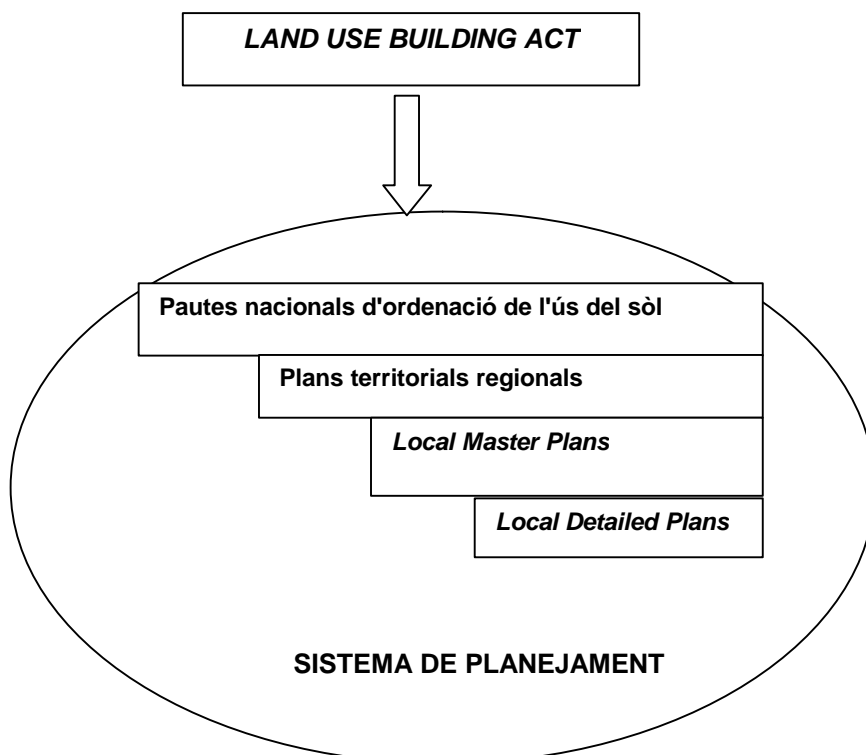 LAND USE BUILDING ACT
Pautes nacionals d'ordenació de l'ús del sòl
Plans territorials regionals
Local Master Plans
Local Detailed Plans
SISTEMA DE PLANEJAMENT